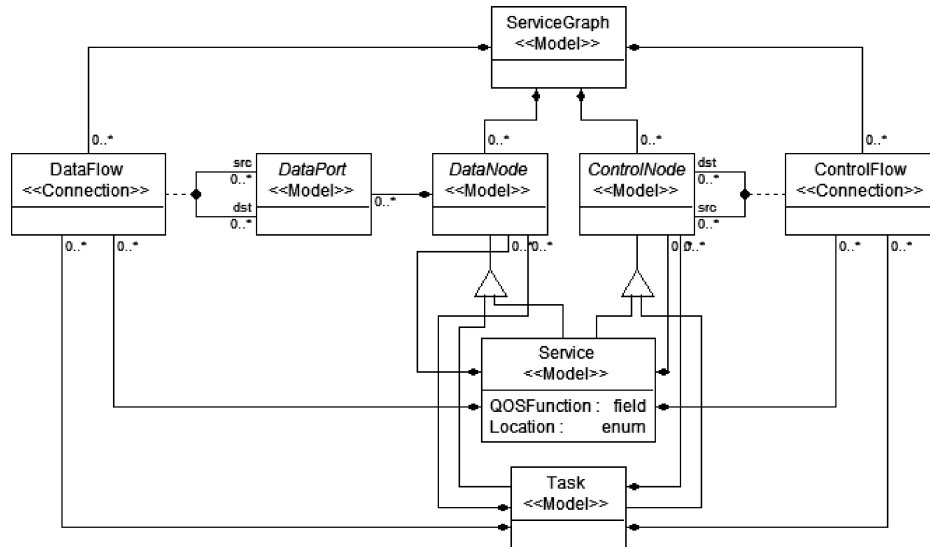 ServiceGraph
<<Model>>
0..*
0..*
0..*
0..*
DataFlow
<<Connection>>
src
0..*
dst
0..*
DataPort
<<Model>>
0..*
DataNode
<<Model>>
ControlNode
<<Model>>
dst
0..*
src
0..*
ControlFlow
<<Connection>>
0..*
0..*
0..*
0..*
0..*
0..*
Service
<<Model>>
QOSFunction : field
Location : enum
Task
<<Model>>